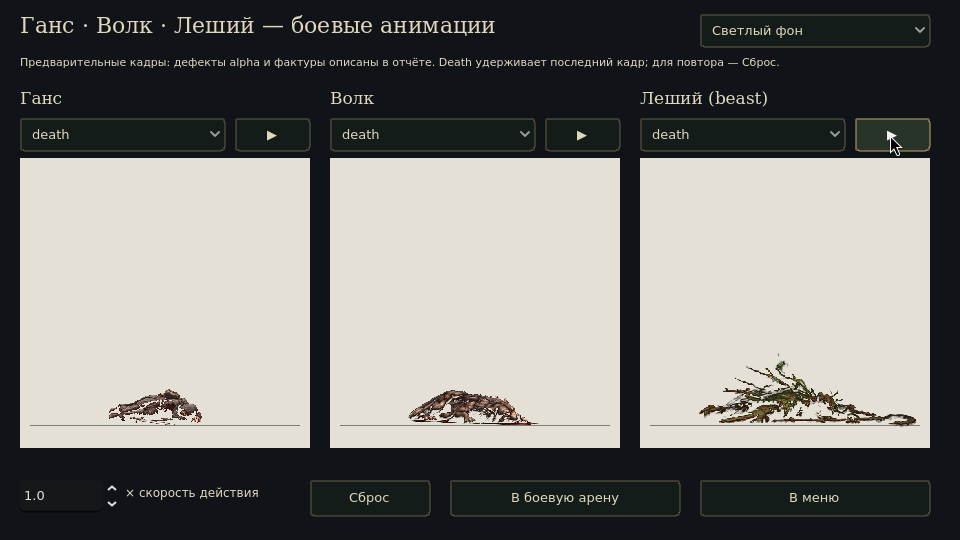 Ганс · Волк · Леший — боевые анимации
Светлый фон
Предварительные кадры: дефекты alpha и фактуры описаны в отчёте. Death удерживает последний кадр; для повтора — Сброс.
Ганс
Волк
Леший (beast)
death
death
death
1.0
× скорость действия
Сброс
В боевую арену
В меню